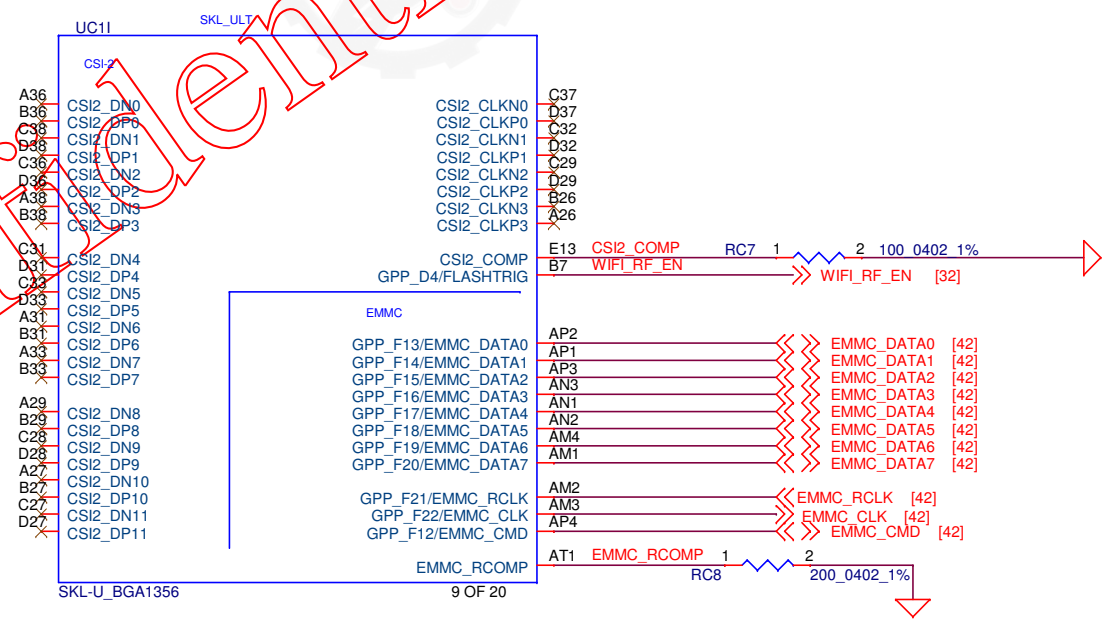 UC1I
SKL_ULT
CSI-2
A36 CSI2_DN0 CSI2_CLKN0 C37
B36 CSI2_DP0 CSI2_CLKP0 D37
C38 CSI2_DN1 CSI2_CLKN1 C32
D38 CSI2_DP1 CSI2_CLKP1 D32
C36 CSI2_DN2 CSI2_CLKN2 C29
D36 CSI2_DP2 CSI2_CLKP2 D29
A38 CSI2_DN3 CSI2_CLKN3 B26
B38 CSI2_DP3 CSI2_CLKP3 A26
C31 CSI2_DN4 CSI2_COMP E13 CSI2_COMP RC7 1 2 100_0402_1%
D31 CSI2_DP4 GPP_D4/FLASHTRIG B7 WIFI_RF_EN WIFI_RF_EN [32]
C33 CSI2_DN5
D33 CSI2_DP5
EMMC
A31 CSI2_DN6
B31 CSI2_DP6 GPP_F13/EMMC_DATA0 AP2 EMMC_DATA0 [42]
A33 CSI2_DN7 GPP_F14/EMMC_DATA1 AP1 EMMC_DATA1 [42]
B33 CSI2_DP7 GPP_F15/EMMC_DATA2 AP3 EMMC_DATA2 [42]
GPP_F16/EMMC_DATA3 AN3 EMMC_DATA3 [42]
A29 CSI2_DN8 GPP_F17/EMMC_DATA4 AN1 EMMC_DATA4 [42]
B29 CSI2_DP8 GPP_F18/EMMC_DATA5 AN2 EMMC_DATA5 [42]
C28 CSI2_DN9 GPP_F19/EMMC_DATA6 AM4 EMMC_DATA6 [42]
D28 CSI2_DP9 GPP_F20/EMMC_DATA7 AM1 EMMC_DATA7 [42]
A27 CSI2_DN10
B27 CSI2_DP10 GPP_F21/EMMC_RCLK AM2 EMMC_RCLK [42]
C27 CSI2_DN11 GPP_F22/EMMC_CLK AM3 EMMC_CLK [42]
D27 CSI2_DP11 GPP_F12/EMMC_CMD AP4 EMMC_CMD [42]
EMMC_RCOMP AT1 EMMC_RCOMP 1 2
RC8 200_0402_1%
SKL-U_BGA1356 9 OF 20